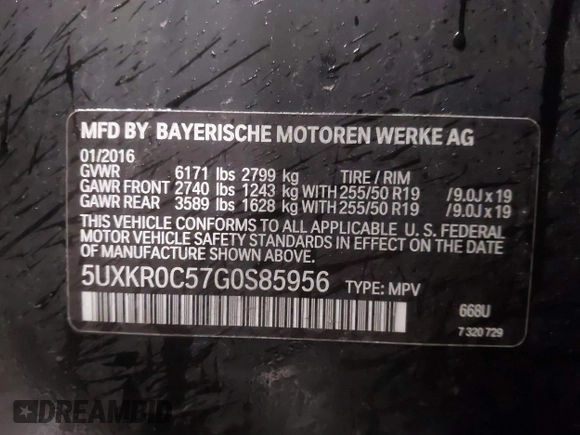 MFD BY BAYERISCHE MOTOREN WERKE AG
01/2016
GVWR 6171 lbs 2799 kg TIRE / RIM
GAWR FRONT 2740 lbs 1243 kg WITH 255/50 R19 /9.0J x 19
GAWR REAR 3589 lbs 1628 kg WITH 255/50 R19 /9.0J x 19
THIS VEHICLE CONFORMS TO ALL APPLICABLE U. S. FEDERAL
MOTOR VEHICLE SAFETY STANDARDS IN EFFECT ON THE DATE
OF MANUFACTURE SHOWN ABOVE.
5UXKR0C57G0S85956 TYPE: MPV
668U
7 320 729
DREAMBID